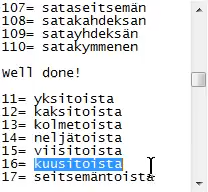 107= sataseitsemän
108= satakahdeksan
109= satayhdeksän
110= satakymmenen
Well done!
11= yksitoista
12= kaksitoista
13= kolmetoista
14= neljätoista
15= viisitoista
16= kuusitoista
17= seitsemäntoista